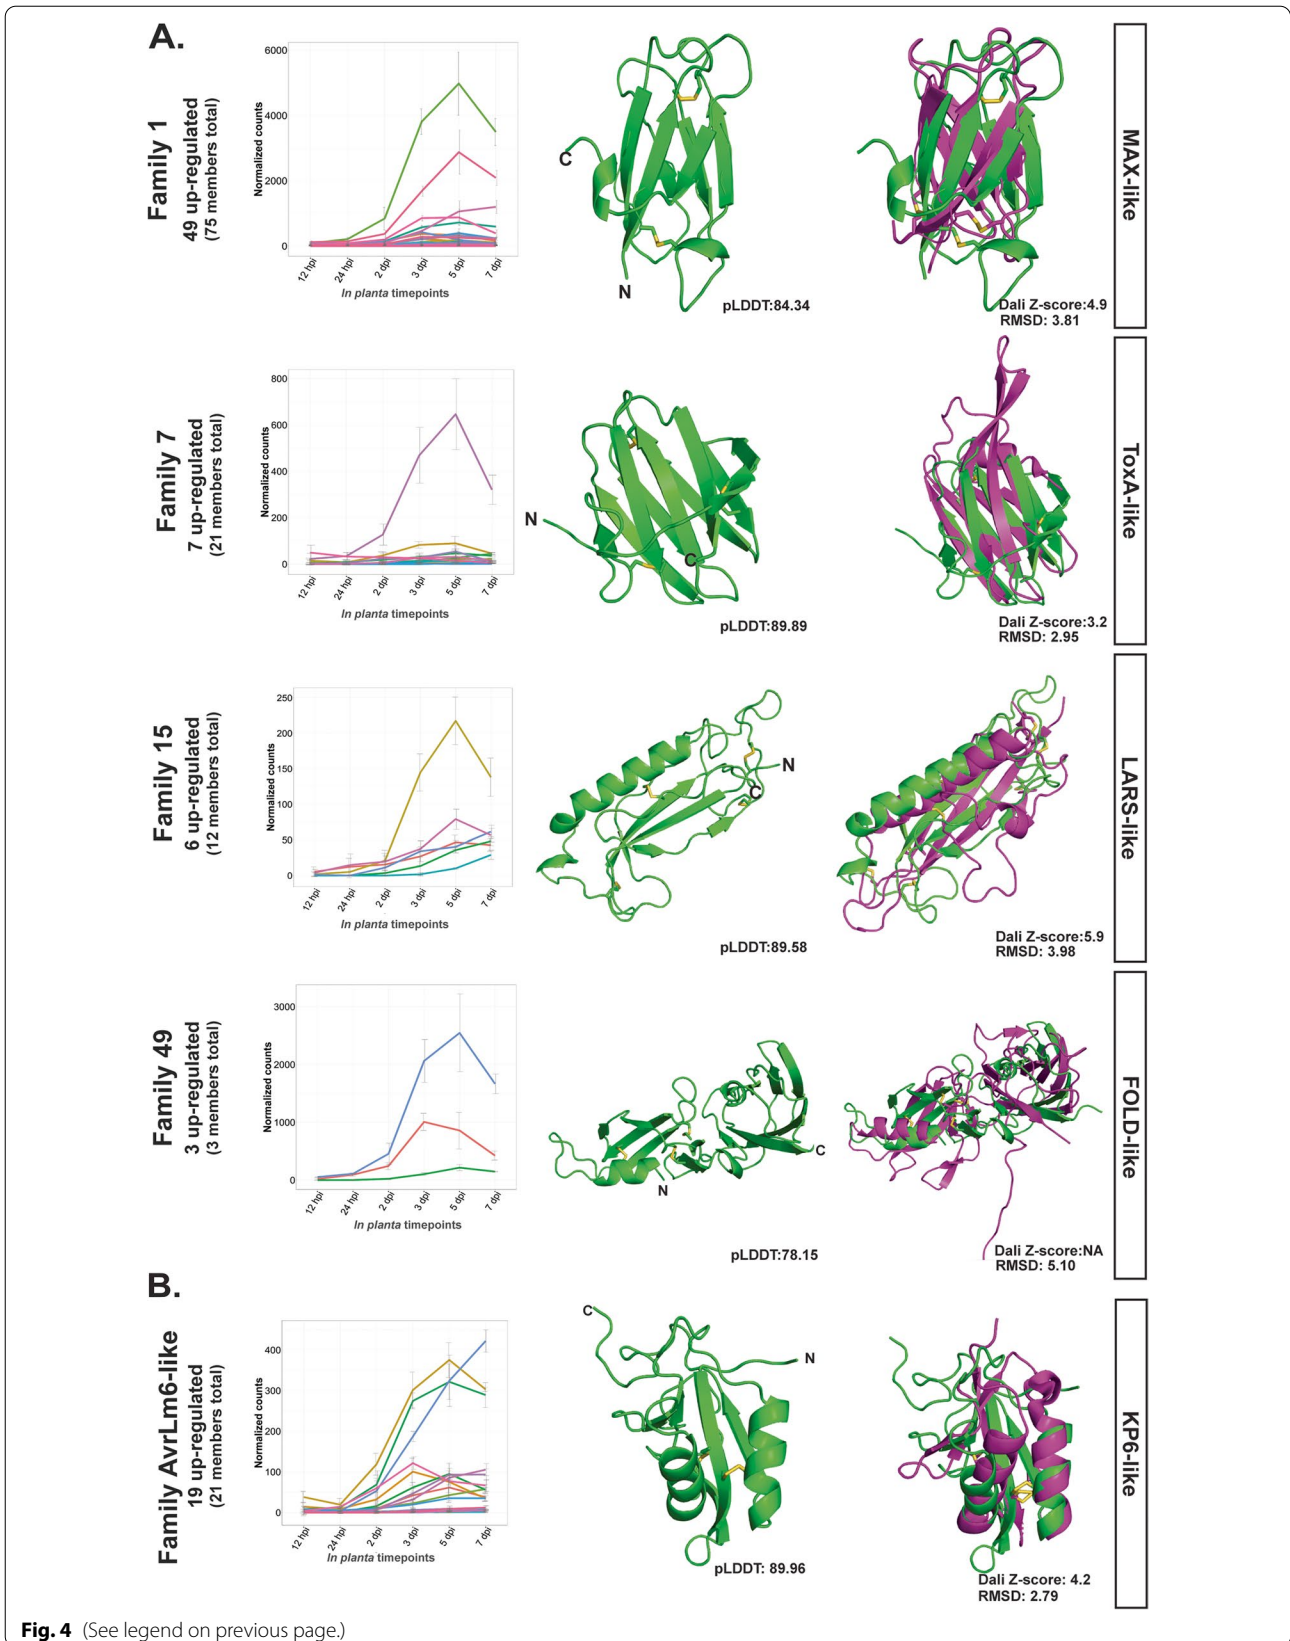 A.
Family 1
49 up-regulated
(75 members total)
Normalized counts
6000
4000
2000
0
12 hpi
24 hpi
2 dpi
3 dpi
5 dpi
7 dpi
In planta timepoints
C
N
pLDDT:84.34
Dali Z-score:4.9
RMSD: 3.81
MAX-like
Family 7
7 up-regulated
(21 members total)
Normalized counts
800
600
400
200
0
12 hpi
24 hpi
2 dpi
3 dpi
5 dpi
7 dpi
In planta timepoints
N
C
pLDDT:89.89
Dali Z-score:3.2
RMSD: 2.95
ToxA-like
Family 15
6 up-regulated
(12 members total)
Normalized counts
250
200
150
100
50
0
12 hpi
24 hpi
2 dpi
3 dpi
5 dpi
7 dpi
In planta timepoints
N
C
pLDDT:89.58
Dali Z-score:5.9
RMSD: 3.98
LARS-like
Family 49
3 up-regulated
(3 members total)
Normalized counts
3000
2000
1000
0
12 hpi
24 hpi
2 dpi
3 dpi
5 dpi
7 dpi
In planta timepoints
C
N
pLDDT:78.15
Dali Z-score:NA
RMSD: 5.10
FOLD-like
B.
Family AvrLm6-like
19 up-regulated
(21 members total)
Normalized counts
400
300
200
100
0
12 hpi
24 hpi
2 dpi
3 dpi
5 dpi
7 dpi
In planta timepoints
C
N
pLDDT: 89.96
Dali Z-score: 4.2
RMSD: 2.79
KP6-like
Fig. 4 (See legend on previous page.)